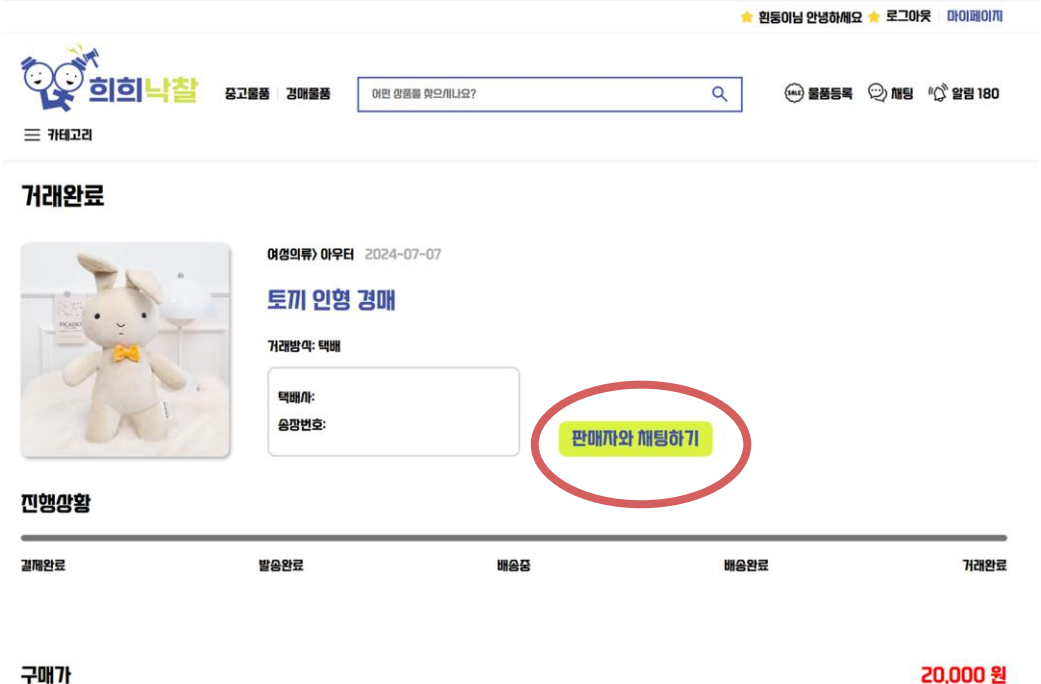 흰둥이님 안녕하세요 로그아웃 마이페이지
희희낙찰 중고물품 경매물품 어떤 상품을 찾으시나요? SALE 물품등록 채팅 알림 180
카테고리
거래완료
여성의류> 아우터 2024-07-07
토끼 인형 경매
PICASSO
거래방식: 택배
택배사:
송장번호:
판매자와 채팅하기
진행상황
결제완료 발송완료 배송중 배송완료 거래완료
구매가 20,000 원